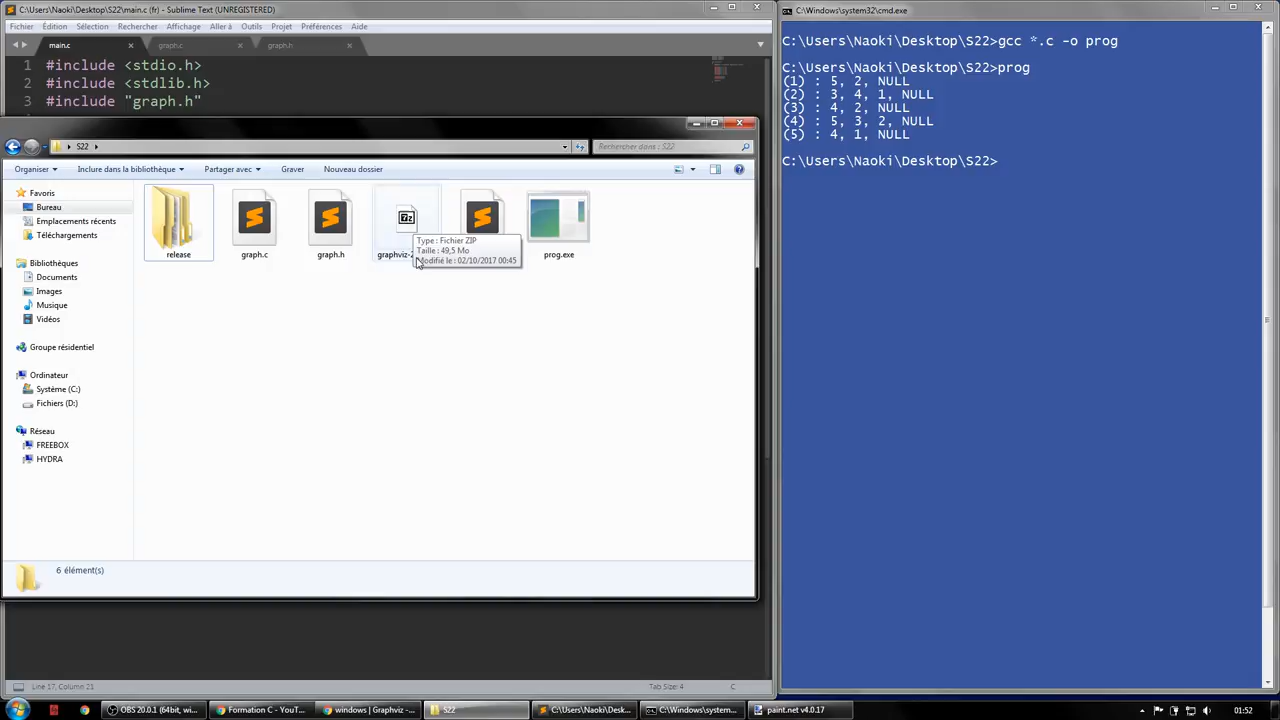 C:\Users\Naoki\Desktop\S22\main.c (fr) - Sublime Text (UNREGISTERED)
Fichier Édition Sélection Rechercher Affichage Aller à Outils Projet Préférences Aide
main.c graph.c graph.h
1 #include <stdio.h>
2 #include <stdlib.h>
3 #include "graph.h"
S22
Rechercher dans : S22
Organiser Inclure dans la bibliothèque Partager avec Graver Nouveau dossier
Favoris
Bureau
Emplacements récents
Téléchargements
Bibliothèques
Documents
Images
Musique
Vidéos
Groupe résidentiel
Ordinateur
Système (C:)
Fichiers (D:)
Réseau
FREEBOX
HYDRA
release graph.c graph.h prog.exe
Type : Fichier ZIP
Taille : 49,5 Mo
Modifié le : 02/10/2017 00:45
6 élément(s)
Line 17, Column 21 Tab Size: 4 C
C:\Windows\system32\cmd.exe
C:\Users\Naoki\Desktop\S22>gcc *.c -o prog
C:\Users\Naoki\Desktop\S22>prog
(1) : 5, 2, NULL
(2) : 3, 4, 1, NULL
(3) : 4, 2, NULL
(4) : 5, 3, 2, NULL
(5) : 4, 1, NULL
C:\Users\Naoki\Desktop\S22>
OBS 20.0.1 (64bit, wi... Formation C - YouT... windows | Graphviz -... S22 C:\Users\Naoki\Desk... C:\Windows\system... paint.net v4.0.17 01:52